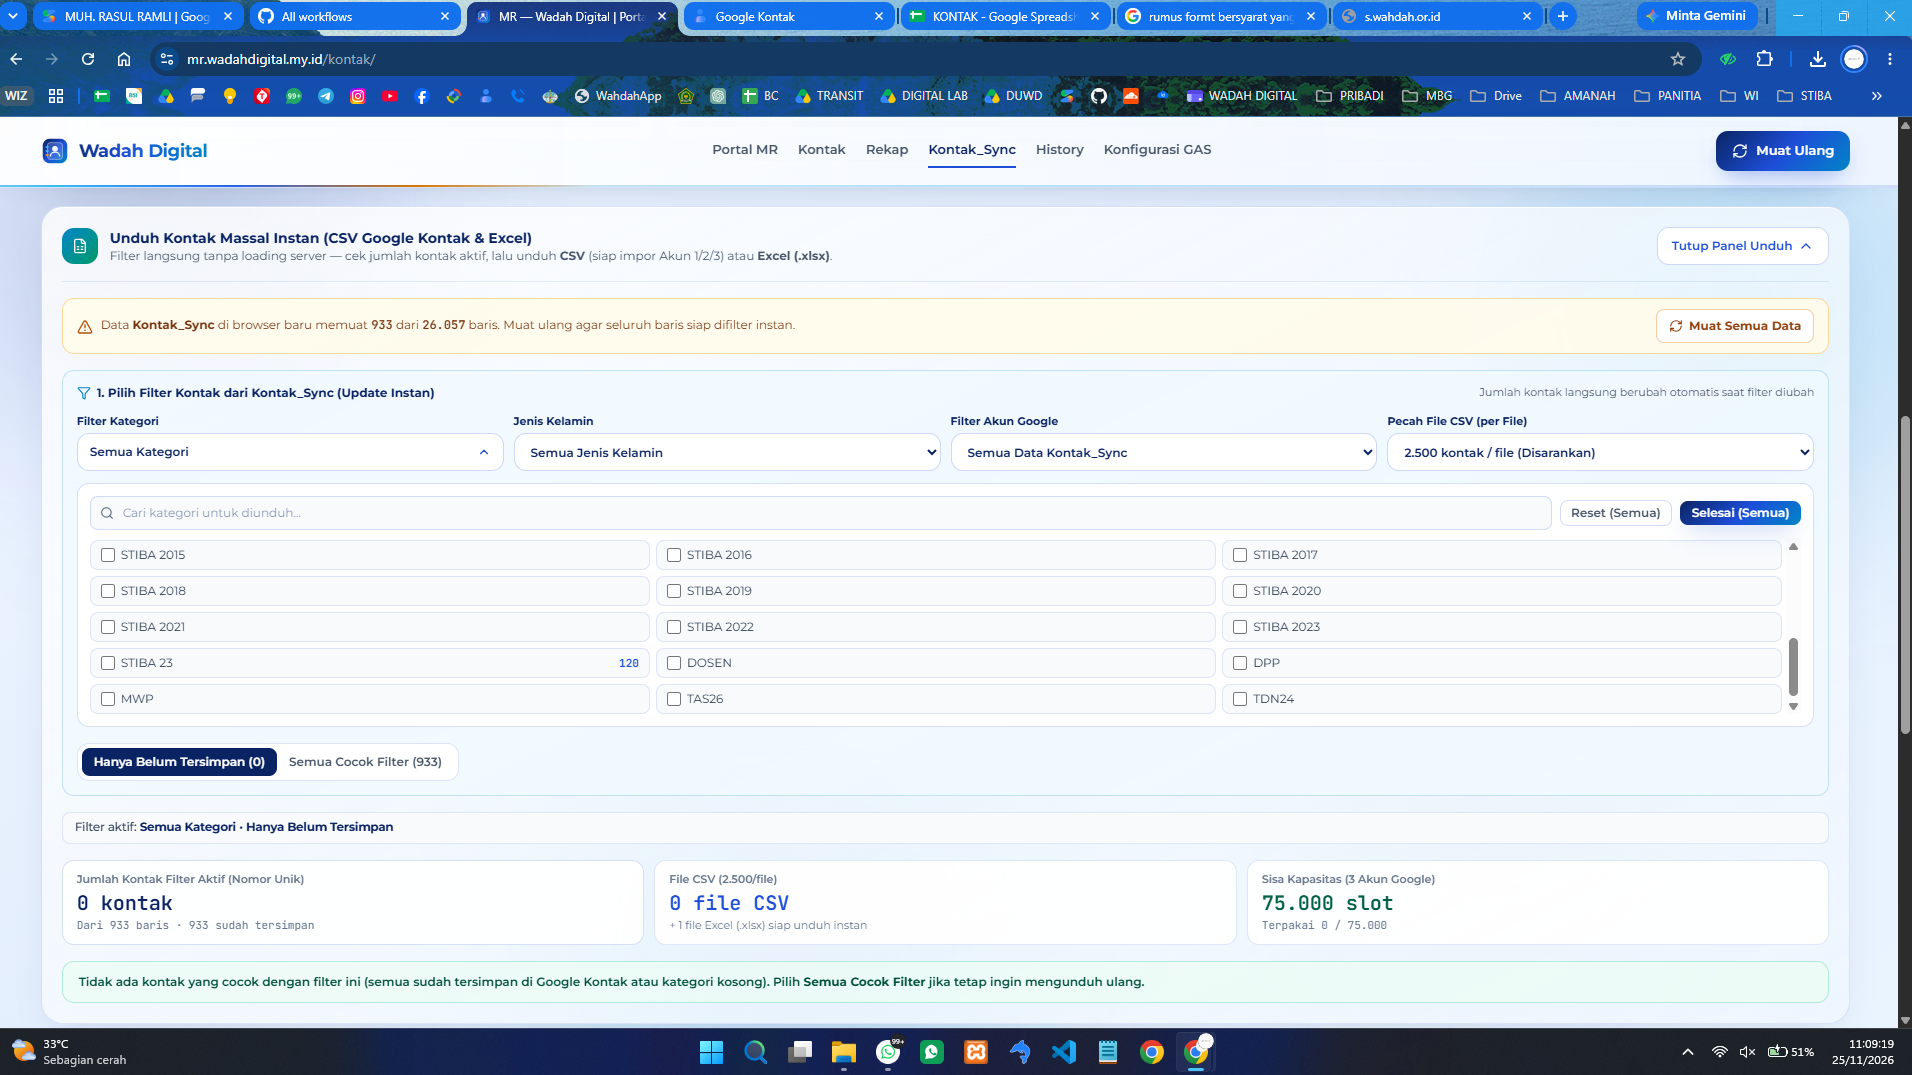 MUH. RASUL RAMLI | Goog
All workflows
MR — Wadah Digital | Porta
Google Kontak
KONTAK - Google Spreadsh
rumus formt bersyarat yang
s.wahdah.or.id
Minta Gemini
mr.wadahdigital.my.id/kontak/
WIZ
WahdahApp
BC
TRANSIT
DIGITAL LAB
DUWD
WADAH DIGITAL
PRIBADI
MBG
Drive
AMANAH
PANITIA
WI
STIBA
Wadah Digital
Portal MR
Kontak
Rekap
Kontak_Sync
History
Konfigurasi GAS
Muat Ulang
Unduh Kontak Massal Instan (CSV Google Kontak & Excel)
Filter langsung tanpa loading server — cek jumlah kontak aktif, lalu unduh CSV (siap impor Akun 1/2/3) atau Excel (.xlsx).
Tutup Panel Unduh
Data Kontak_Sync di browser baru memuat 933 dari 26.057 baris. Muat ulang agar seluruh baris siap difilter instan.
Muat Semua Data
1. Pilih Filter Kontak dari Kontak_Sync (Update Instan)
Jumlah kontak langsung berubah otomatis saat filter diubah
Filter Kategori
Jenis Kelamin
Filter Akun Google
Pecah File CSV (per File)
Semua Kategori
Semua Jenis Kelamin
Semua Data Kontak_Sync
2.500 kontak / file (Disarankan)
Cari kategori untuk diunduh...
Reset (Semua)
Selesai (Semua)
STIBA 2015
STIBA 2016
STIBA 2017
STIBA 2018
STIBA 2019
STIBA 2020
STIBA 2021
STIBA 2022
STIBA 2023
STIBA 23
120
DOSEN
DPP
MWP
TAS26
TDN24
Hanya Belum Tersimpan (0)
Semua Cocok Filter (933)
Filter aktif: Semua Kategori · Hanya Belum Tersimpan
Jumlah Kontak Filter Aktif (Nomor Unik)
0 kontak
Dari 933 baris · 933 sudah tersimpan
File CSV (2.500/file)
0 file CSV
+ 1 file Excel (.xlsx) siap unduh instan
Sisa Kapasitas (3 Akun Google)
75.000 slot
Terpakai 0 / 75.000
Tidak ada kontak yang cocok dengan filter ini (semua sudah tersimpan di Google Kontak atau kategori kosong). Pilih Semua Cocok Filter jika tetap ingin mengunduh ulang.
33°C
Sebagian cerah
99+
51%
11:09:19
25/11/2026